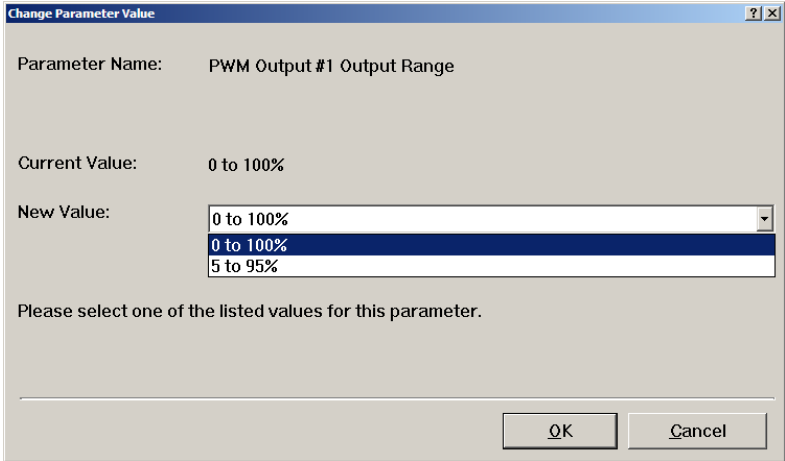 Change Parameter Value
Parameter Name: PWM Output #1 Output Range
Current Value: 0 to 100%
New Value: 0 to 100%
0 to 100%
5 to 95%
Please select one of the listed values for this parameter.
OK Cancel